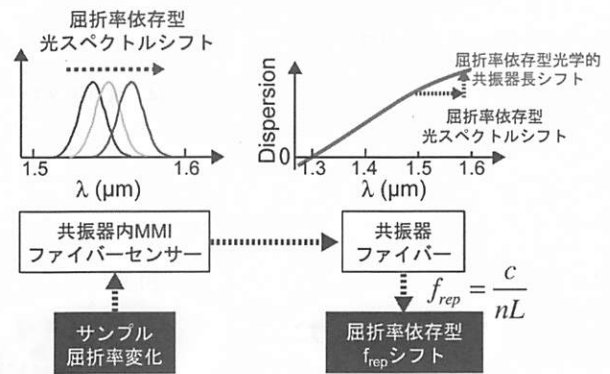 屈折率依存型
光スペクトルシフト
1.5
1.6
λ (μm)
Dispersion
0
屈折率依存型光学的
共振器長シフト
屈折率依存型
光スペクトルシフト
1.3
1.4
1.5
1.6
λ (μm)
共振器内MMI
ファイバーセンサー
共振器
ファイバー
f_rep = c / nL
サンプル
屈折率変化
屈折率依存型
f_repシフト